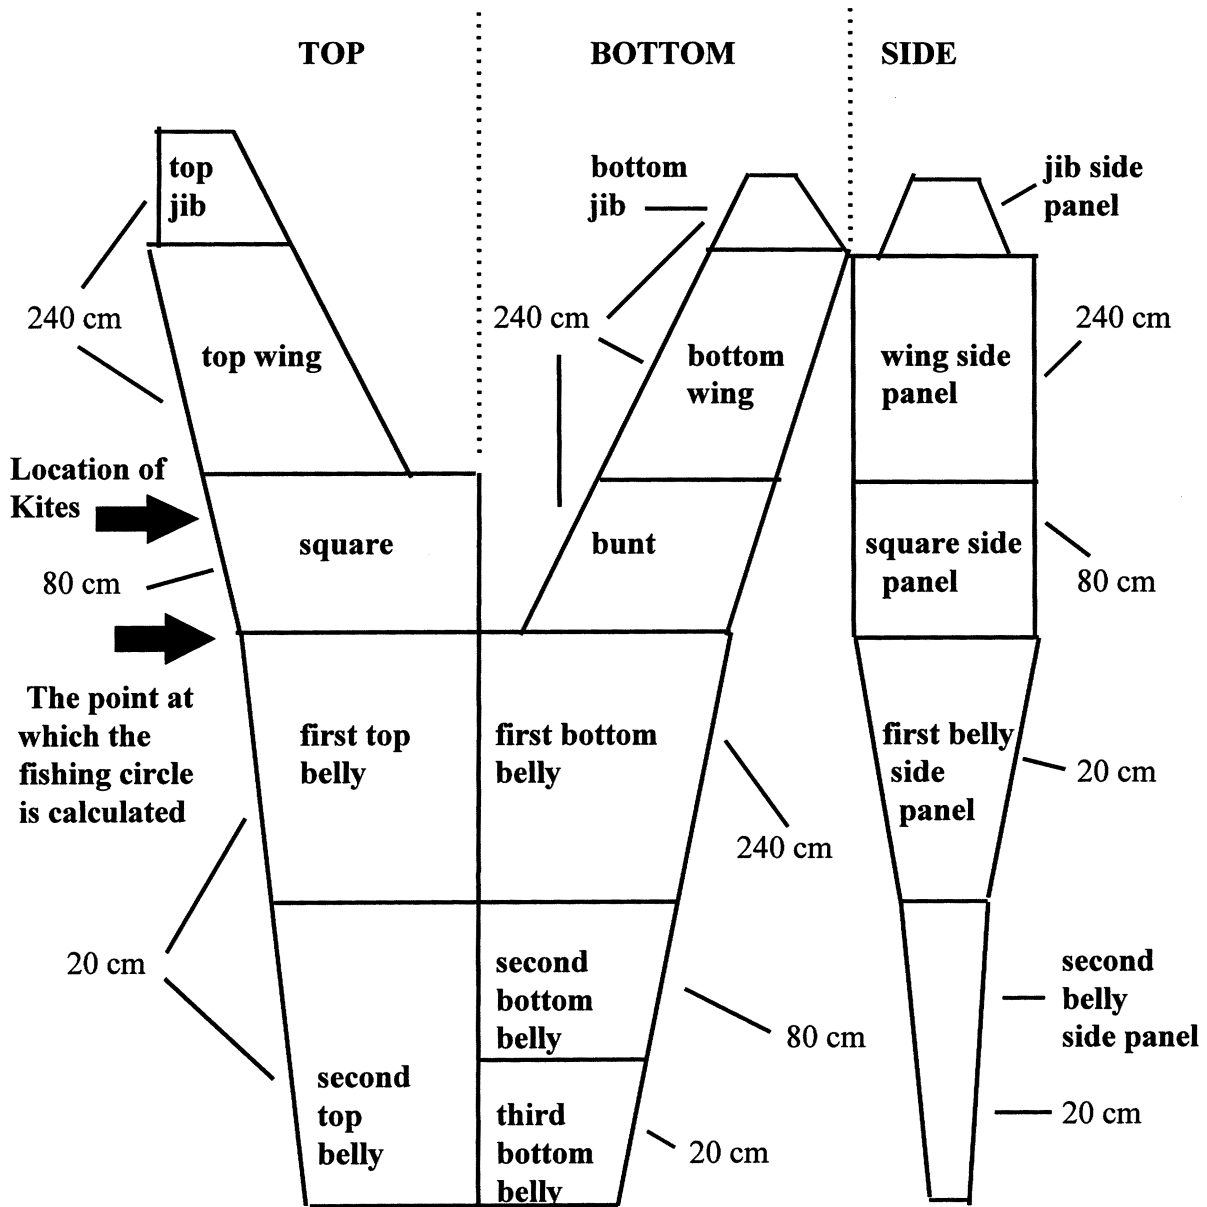 TOP
BOTTOM
SIDE
top
jib
240 cm
top wing
Location of
Kites
square
80 cm
The point at
which the
fishing circle
is calculated
first top
belly
20 cm
second
top
belly
bottom
jib
240 cm
bottom
wing
bunt
first bottom
belly
240 cm
second
bottom
belly
80 cm
third
bottom
belly
20 cm
jib side
panel
wing side
panel
240 cm
square side
panel
80 cm
first belly
side
panel
20 cm
second
belly
side panel
20 cm